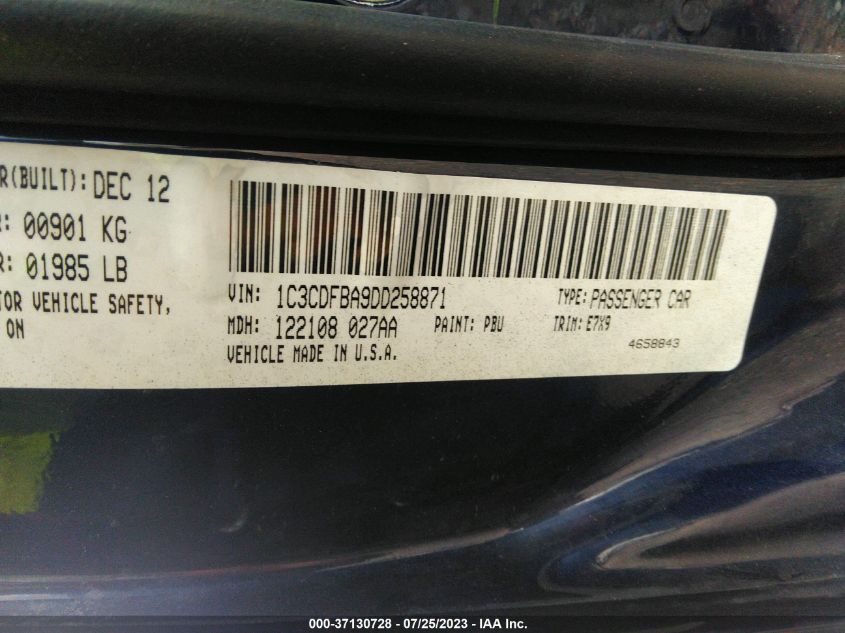 R(BUILT): DEC 12
R: 00901 KG
R: 01985 LB
TOR VEHICLE SAFETY,
ON
VIN: 1C3CDFBA9DD258871
TYPE: PASSENGER CAR
MDH: 122108 027AA PAINT: PBU TRIM: E7X9
VEHICLE MADE IN U.S.A.
4658843
000-37130728 - 07/25/2023 - IAA Inc.